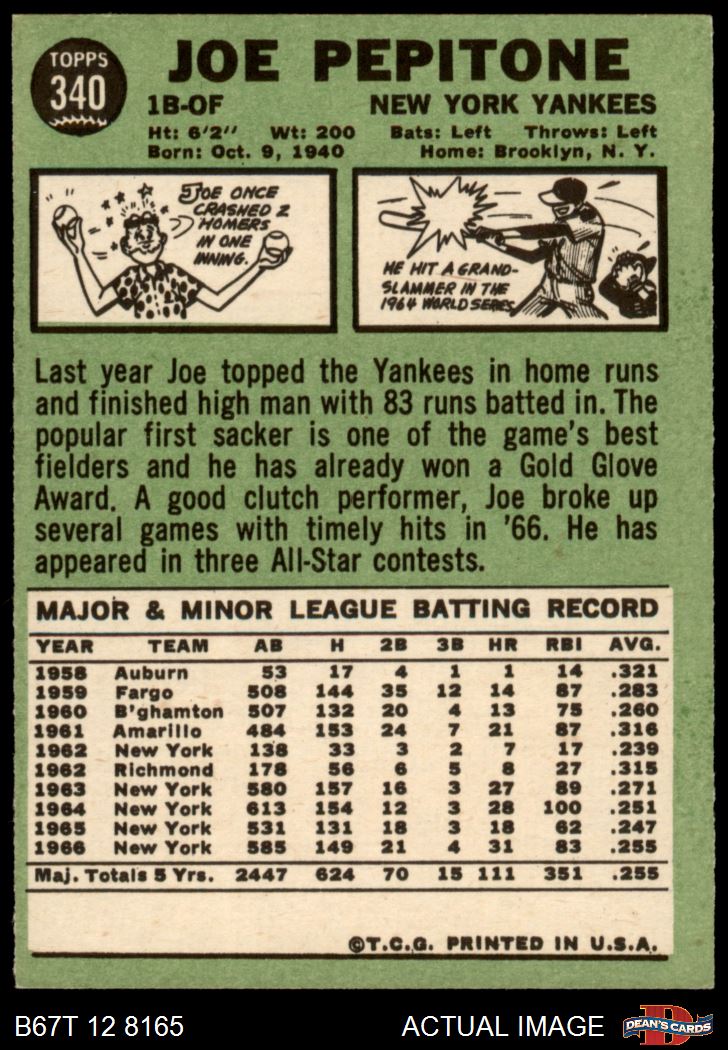 TOPPS
340
JOE PEPITONE
1B-OF NEW YORK YANKEES
Ht: 6'2" Wt: 200 Bats: Left Throws: Left
Born: Oct. 9, 1940 Home: Brooklyn, N. Y.
JOE ONCE
CRASHED 2
HOMERS
IN ONE
INNING.
HE HIT A GRAND-
SLAMMER IN THE
1964 WORLD SERIES
Last year Joe topped the Yankees in home runs
and finished high man with 83 runs batted in. The
popular first sacker is one of the game's best
fielders and he has already won a Gold Glove
Award. A good clutch performer, Joe broke up
several games with timely hits in '66. He has
appeared in three All-Star contests.
MAJOR & MINOR LEAGUE BATTING RECORD
YEAR TEAM AB H 2B 3B HR RBI AVG.
1958 Auburn 53 17 4 1 1 14 .321
1959 Fargo 508 144 35 12 14 87 .283
1960 B'ghamton 507 132 20 4 13 75 .260
1961 Amarillo 484 153 24 7 21 87 .316
1962 New York 138 33 3 2 7 17 .239
1962 Richmond 178 56 6 5 8 27 .315
1963 New York 580 157 16 3 27 89 .271
1964 New York 613 154 12 3 28 100 .251
1965 New York 531 131 18 3 18 62 .247
1966 New York 585 149 21 4 31 83 .255
Maj. Totals 5 Yrs. 2447 624 70 15 111 351 .255
©T.C.G. PRINTED IN U.S.A.
B67T 12 8165 ACTUAL IMAGE
DEAN'S CARDS